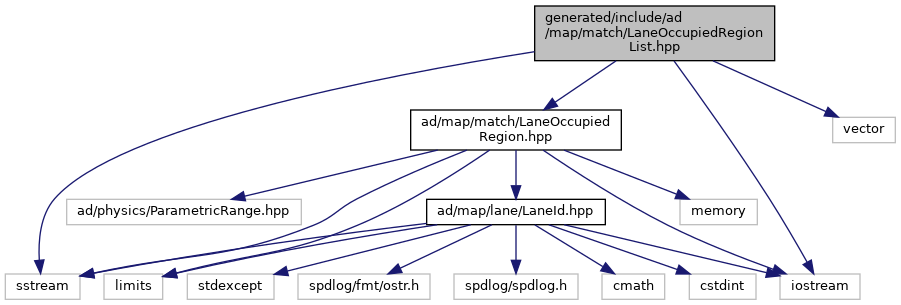 generated/include/ad
/map/match/LaneOccupiedRegion
List.hpp
ad/map/match/LaneOccupied
Region.hpp
vector
ad/physics/ParametricRange.hpp
ad/map/lane/LaneId.hpp
memory
sstream
limits
stdexcept
spdlog/fmt/ostr.h
spdlog/spdlog.h
cmath
cstdint
iostream